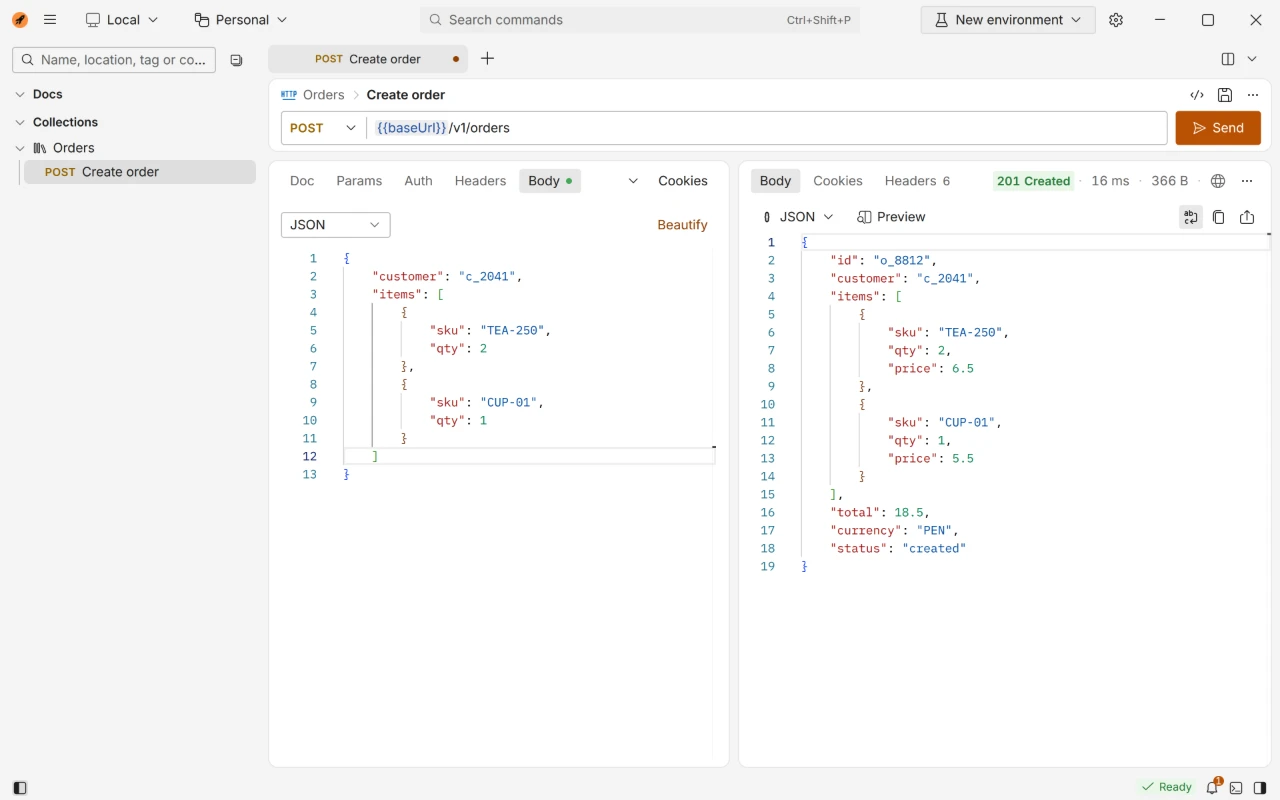 Local
Personal
Search commands
Ctrl+Shift+P
New environment
Name, location, tag or co...
POST Create order
Docs
Collections
Orders
POST Create order
HTTP Orders > Create order
POST
{{baseUrl}}/v1/orders
Send
Doc
Params
Auth
Headers
Body
Cookies
JSON
Beautify
1 {
2 "customer": "c_2041",
3 "items": [
4 {
5 "sku": "TEA-250",
6 "qty": 2
7 },
8 {
9 "sku": "CUP-01",
10 "qty": 1
11 }
12 ]
13 }
Body
Cookies
Headers 6
201 Created · 16 ms · 366 B ·
{} JSON
Preview
ab c
1 {
2 "id": "o_8812",
3 "customer": "c_2041",
4 "items": [
5 {
6 "sku": "TEA-250",
7 "qty": 2,
8 "price": 6.5
9 },
10 {
11 "sku": "CUP-01",
12 "qty": 1,
13 "price": 5.5
14 }
15 ],
16 "total": 18.5,
17 "currency": "PEN",
18 "status": "created"
19 }
Ready
1